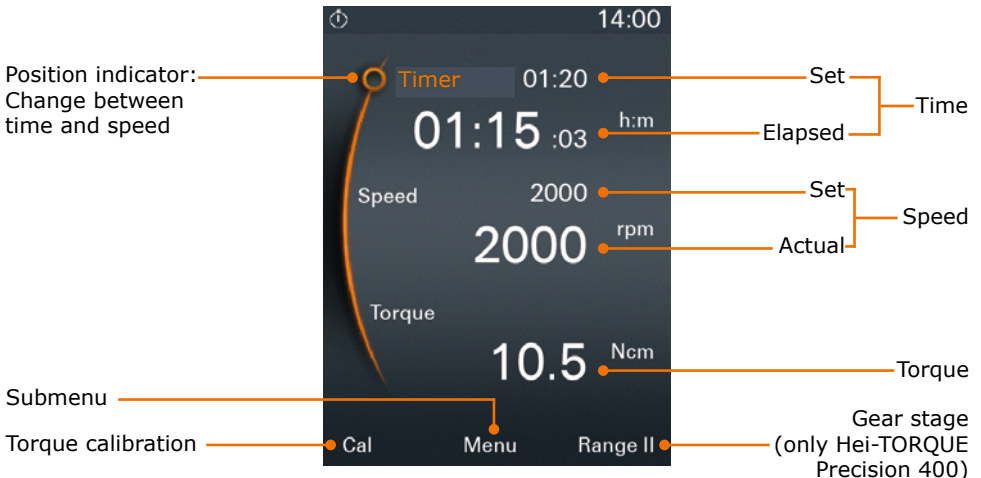 14:00
Position indicator:
Change between
time and speed
Timer 01:20
Set
Time
01:15 :03 h:m
Elapsed
Speed 2000
Set
Speed
2000 rpm
Actual
Torque
10.5 Ncm
Torque
Submenu
Torque calibration
Cal Menu Range II
Gear stage
(only Hei-TORQUE
Precision 400)